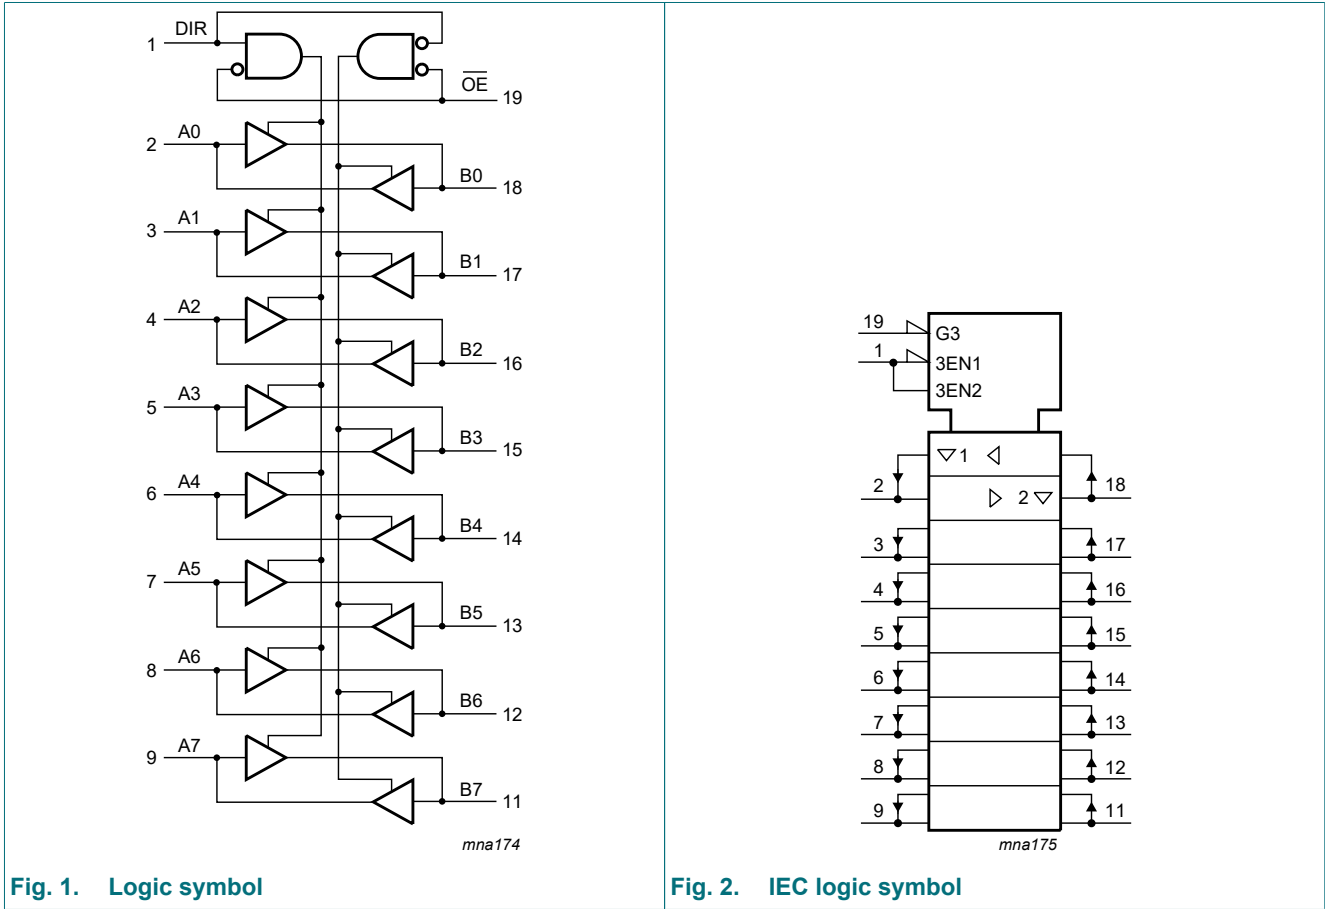 DIR
1
OE
19
A0
2
B0
18
A1
3
B1
17
A2
4
B2
16
A3
5
B3
15
A4
6
B4
14
A5
7
B5
13
A6
8
B6
12
A7
9
B7
11
mna174
Fig. 1. Logic symbol
19
G3
1
3EN1
3EN2
1
2
18
2
3
17
4
16
5
15
6
14
7
13
8
12
9
11
mna175
Fig. 2. IEC logic symbol